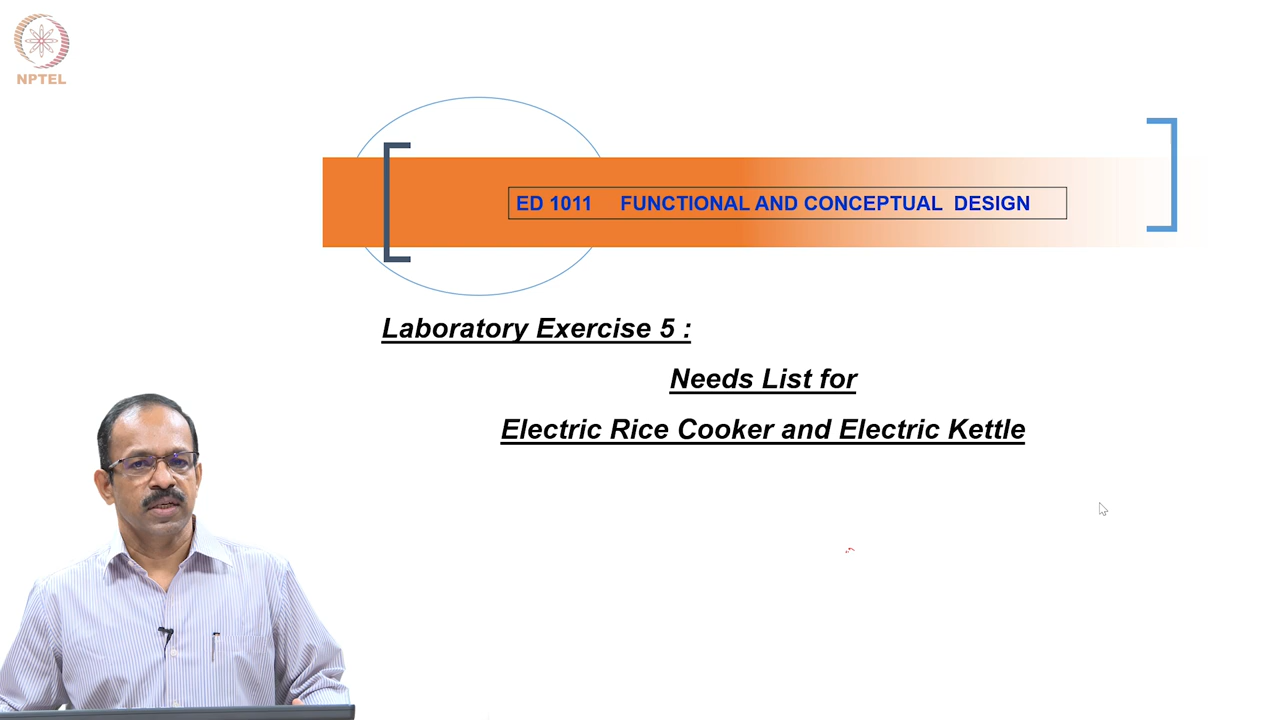 NPTEL
ED 1011 FUNCTIONAL AND CONCEPTUAL DESIGN
Laboratory Exercise 5 :
Needs List for
Electric Rice Cooker and Electric Kettle